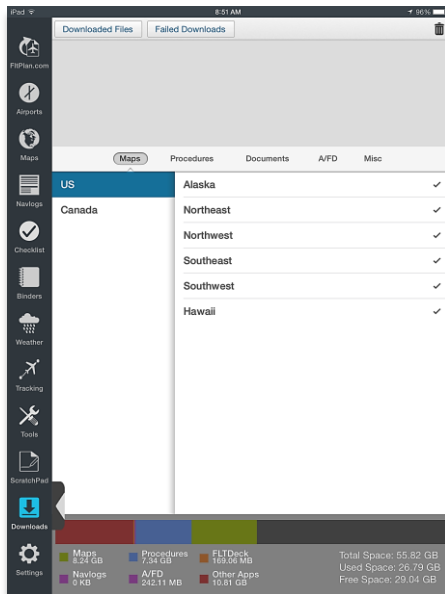 iPad 8:51 AM 96%
Downloaded Files Failed Downloads
FltPlan.com
Airports
Maps
Navlogs
Checklist
Binders
Weather
Tracking
Tools
ScratchPad
Downloads
Settings
Maps Procedures Documents A/FD Misc
US
Canada
Alaska
Northeast
Northwest
Southeast
Southwest
Hawaii
Maps
8.24 GB
Procedures
7.34 GB
FLTDeck
169.06 MB
Navlogs
0 KB
A/FD
242.11 MB
Other Apps
10.81 GB
Total Space: 55.82 GB
Used Space: 26.79 GB
Free Space: 29.04 GB